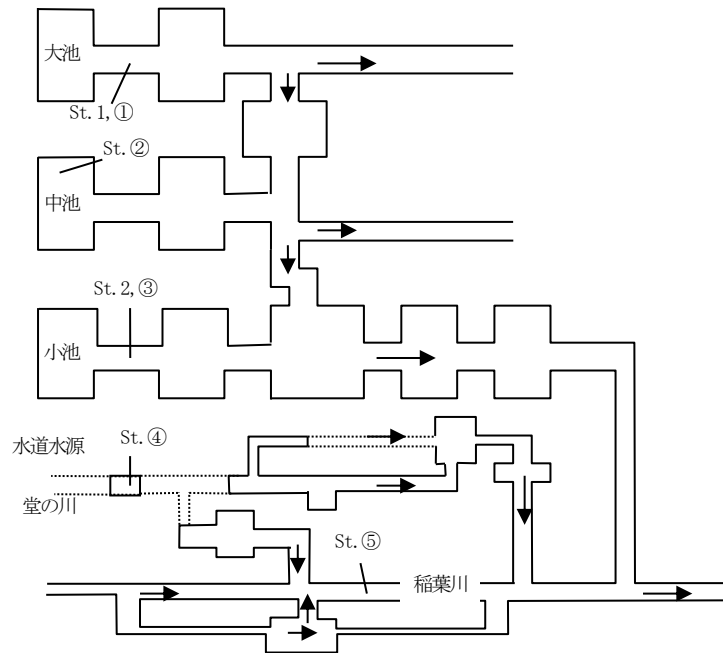 大池
St.1,①
St.②
中池
St.2,③
小池
水道水源
St.④
堂の川
St.⑤
稲葉川